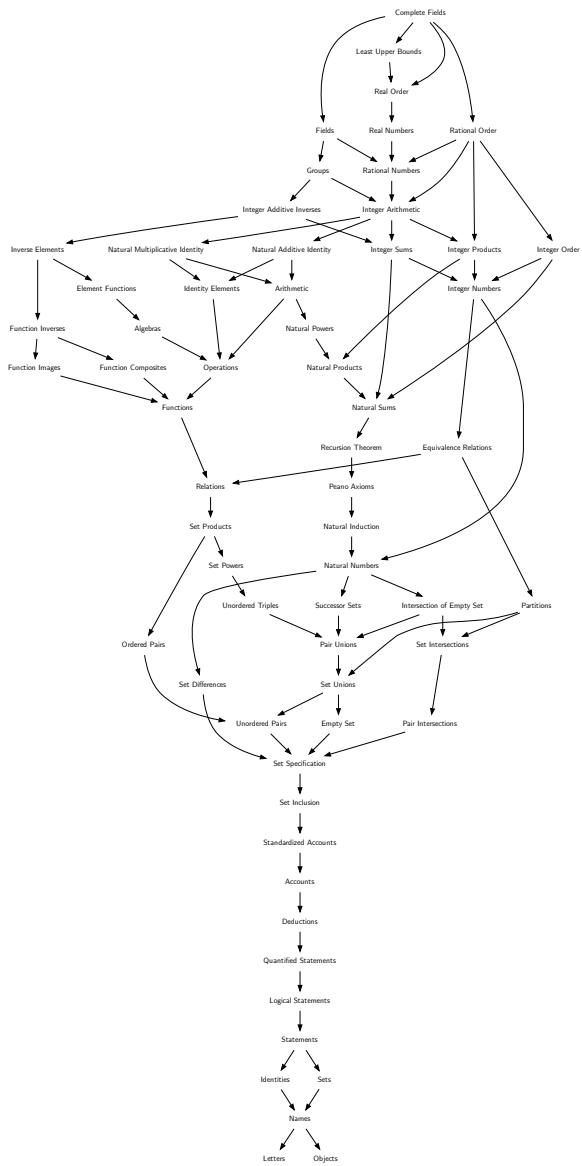 Complete Fields
Least Upper Bounds
Real Order
Fields
Real Numbers
Rational Order
Groups
Rational Numbers
Integer Additive Inverses
Integer Arithmetic
Inverse Elements
Natural Multiplicative Identity
Natural Additive Identity
Integer Sums
Integer Products
Integer Order
Element Functions
Identity Elements
Arithmetic
Integer Numbers
Function Inverses
Algebras
Natural Powers
Function Images
Function Composites
Operations
Natural Products
Functions
Natural Sums
Recursion Theorem
Equivalence Relations
Relations
Peano Axioms
Set Products
Natural Induction
Set Powers
Natural Numbers
Unordered Triples
Successor Sets
Intersection of Empty Set
Partitions
Ordered Pairs
Pair Unions
Set Intersections
Set Differences
Set Unions
Unordered Pairs
Empty Set
Pair Intersections
Set Specification
Set Inclusion
Standardized Accounts
Accounts
Deductions
Quantified Statements
Logical Statements
Statements
Identities
Sets
Names
Letters
Objects